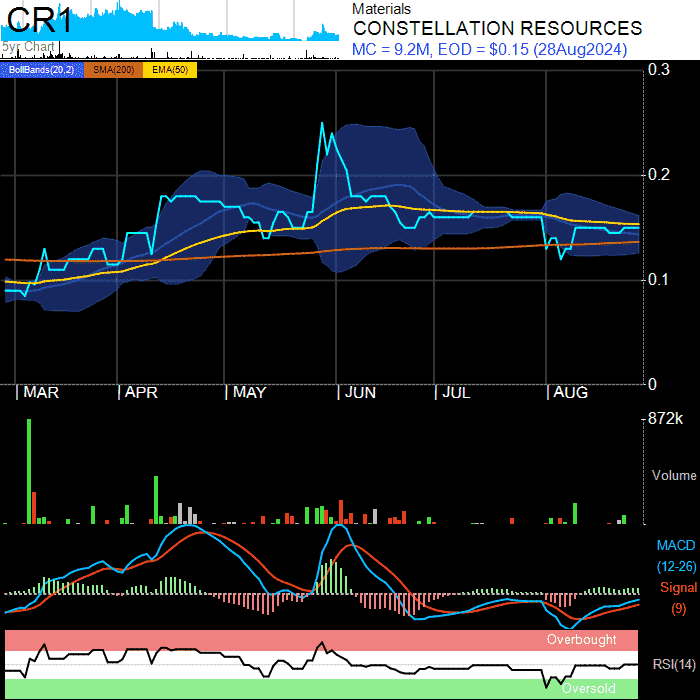 CR1
5yr Chart
Materials
CONSTELLATION RESOURCES
MC = 9.2M, EOD = $0.15 (28Aug2024)
BollBands(20,2) SMA(200) EMA(50)
0.3
0.2
0.1
0
MAR APR MAY JUN JUL AUG
872k
Volume
MACD
(12-26)
Signal
(9)
Overbought
RSI(14)
Oversold